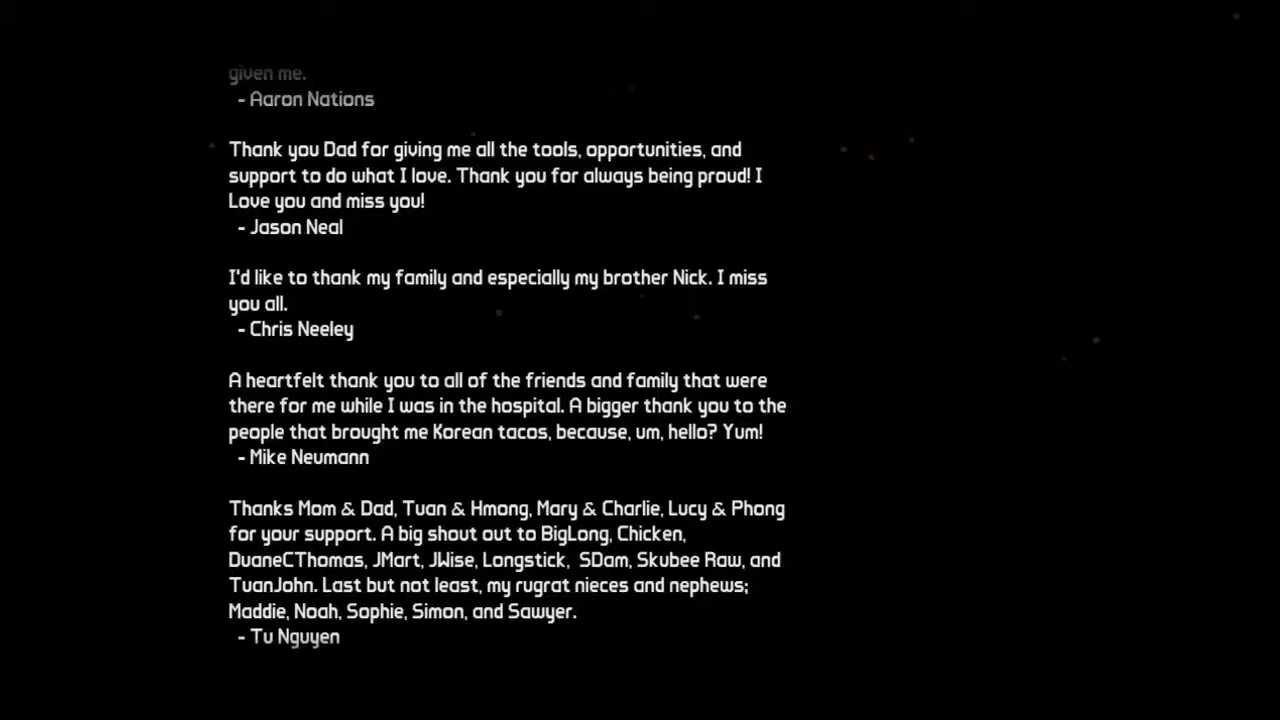 given me.
- Aaron Nations
Thank you Dad for giving me all the tools, opportunities, and
support to do what I love. Thank you for always being proud! I
Love you and miss you!
- Jason Neal
I'd like to thank my family and especially my brother Nick. I miss
you all.
- Chris Neeley
A heartfelt thank you to all of the friends and family that were
there for me while I was in the hospital. A bigger thank you to the
people that brought me Korean tacos, because, um, hello? Yum!
- Mike Neumann
Thanks Mom & Dad, Tuan & Hmong, Mary & Charlie, Lucy & Phong
for your support. A big shout out to BigLong, Chicken,
DuaneCThomas, JMart, JWise, Longstick,  SDam, Skubee Raw, and
TuanJohn. Last but not least, my rugrat nieces and nephews;
Maddie, Noah, Sophie, Simon, and Sawyer.
- Tu Nguyen